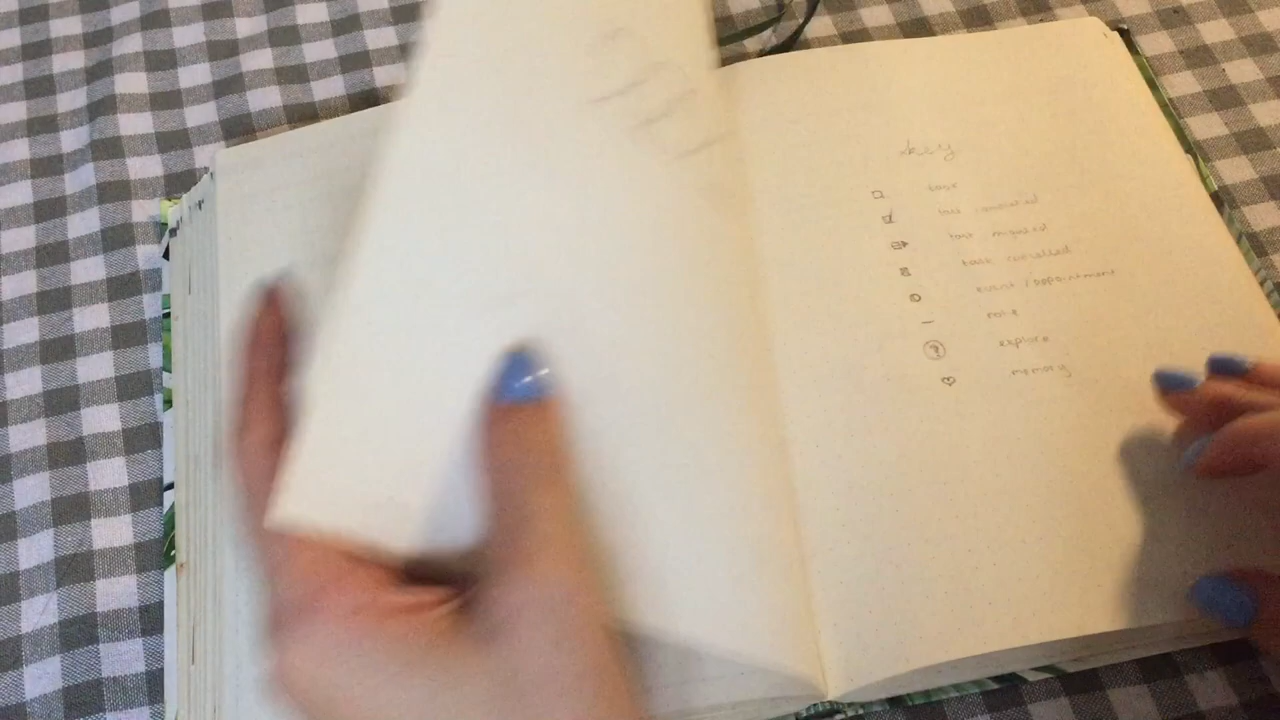 key
task
task completed
task migrated
task cancelled
event / appointment
note
explore
memory